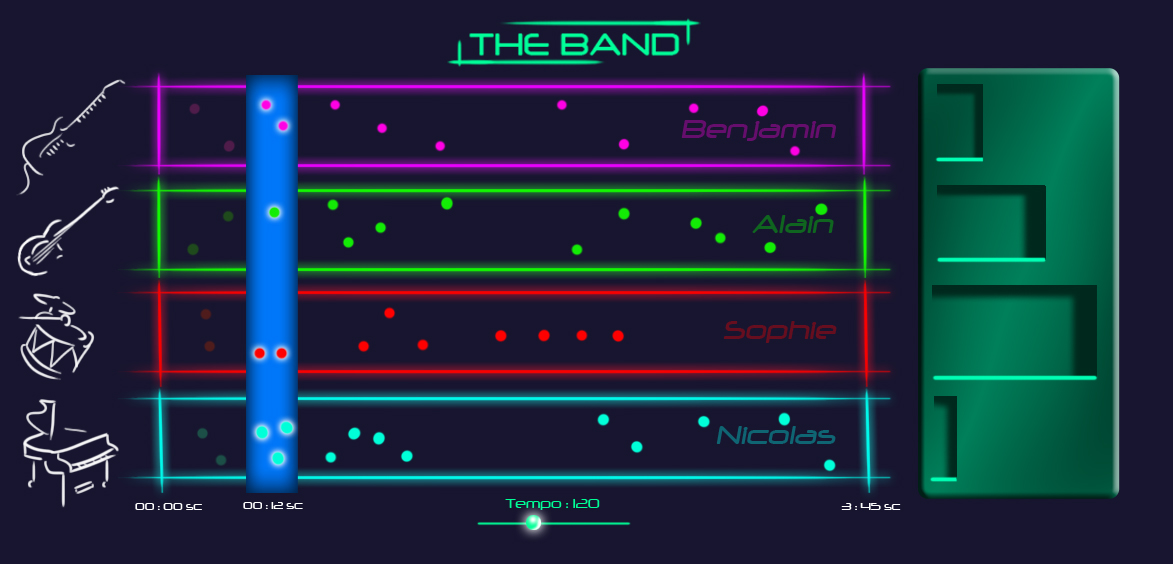 THE BAND
Benjamin
Alain
Sophie
Nicolas
00:00 sc
00:12 sc
Tempo : 120
3:45 sc